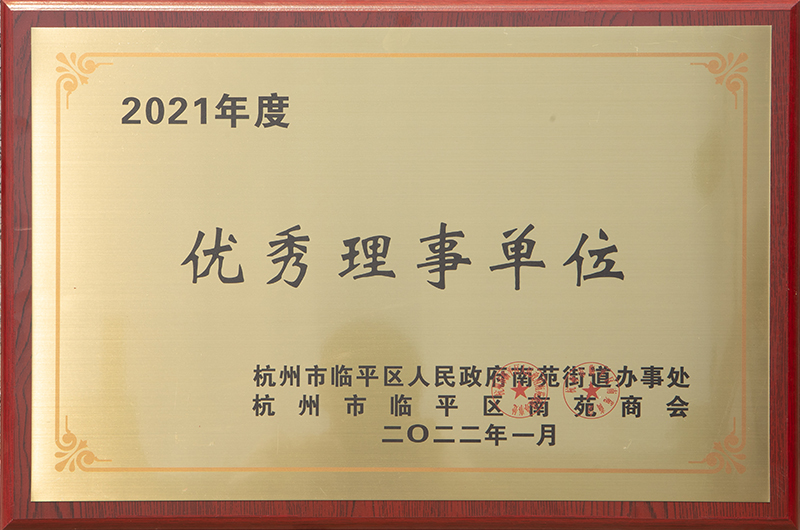 2021年度
优秀理事单位
杭州市临平区人民政府南苑街道办事处
杭州市临平区南苑商会
二〇二二年一月